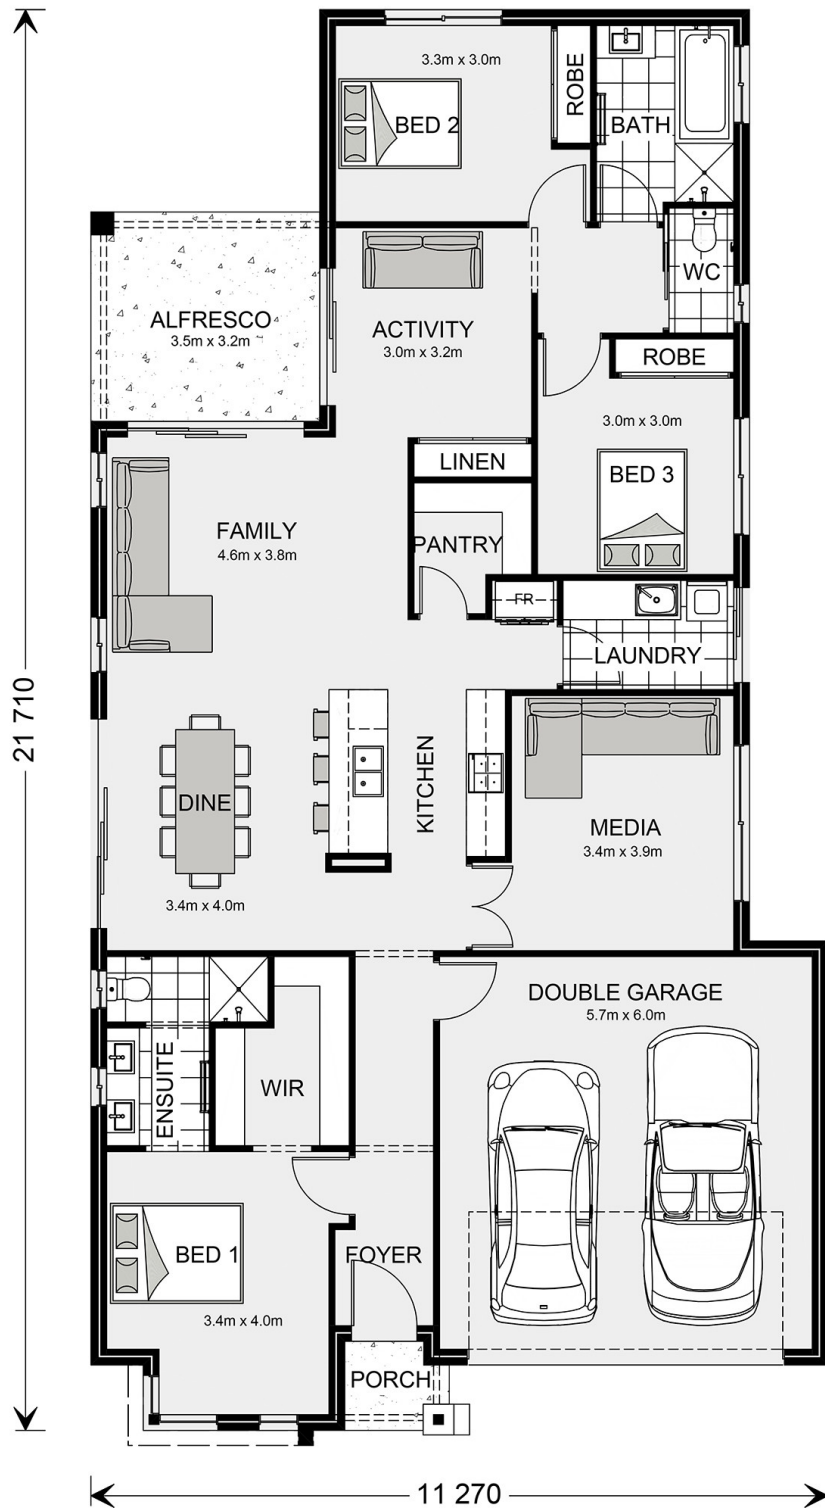 3.3m x 3.0m
ROBE
BED 2
BATH
WC
ALFRESCO
3.5m x 3.2m
ACTIVITY
3.0m x 3.2m
ROBE
3.0m x 3.0m
BED 3
LINEN
PANTRY
FAMILY
4.6m x 3.8m
FR
LAUNDRY
21 710
KITCHEN
DINE
3.4m x 4.0m
MEDIA
3.4m x 3.9m
DOUBLE GARAGE
5.7m x 6.0m
ENSUITE
WIR
BED 1
3.4m x 4.0m
FOYER
PORCH
11 270